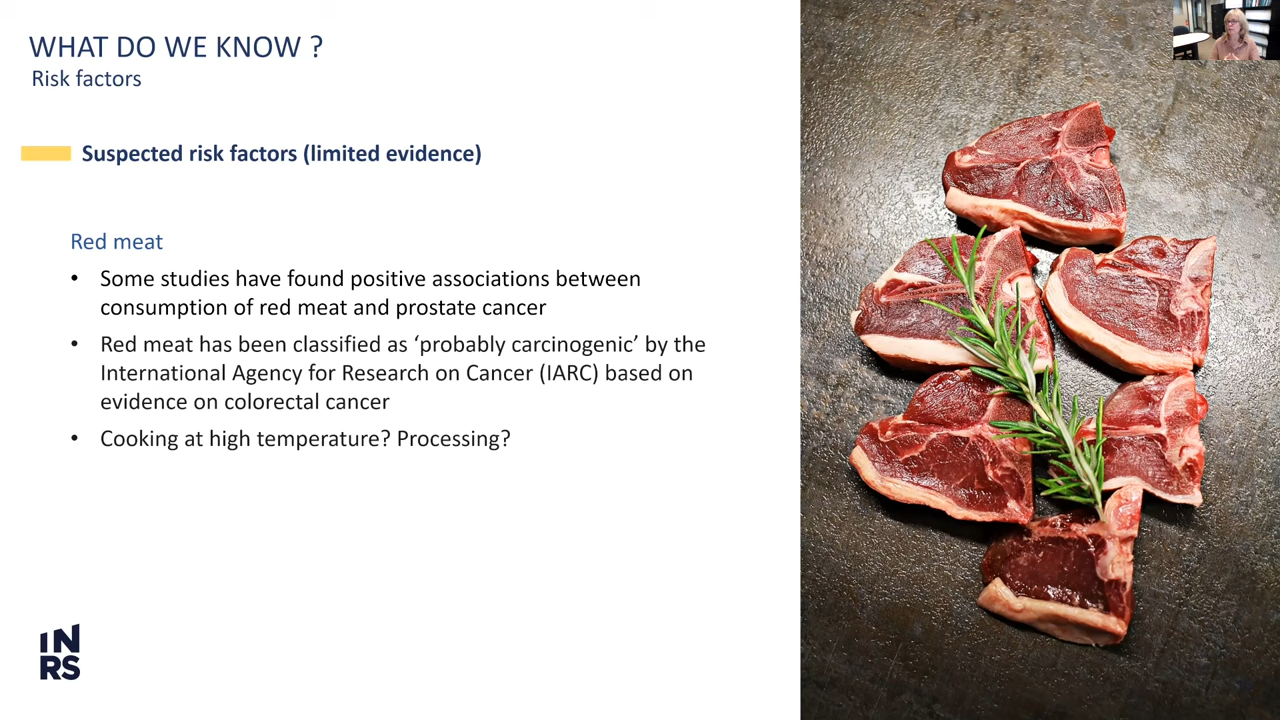 WHAT DO WE KNOW ?
Risk factors
Suspected risk factors (limited evidence)
Red meat
• Some studies have found positive associations between
consumption of red meat and prostate cancer
• Red meat has been classified as ‘probably carcinogenic’ by the
International Agency for Research on Cancer (IARC) based on
evidence on colorectal cancer
• Cooking at high temperature? Processing?
IN
RS